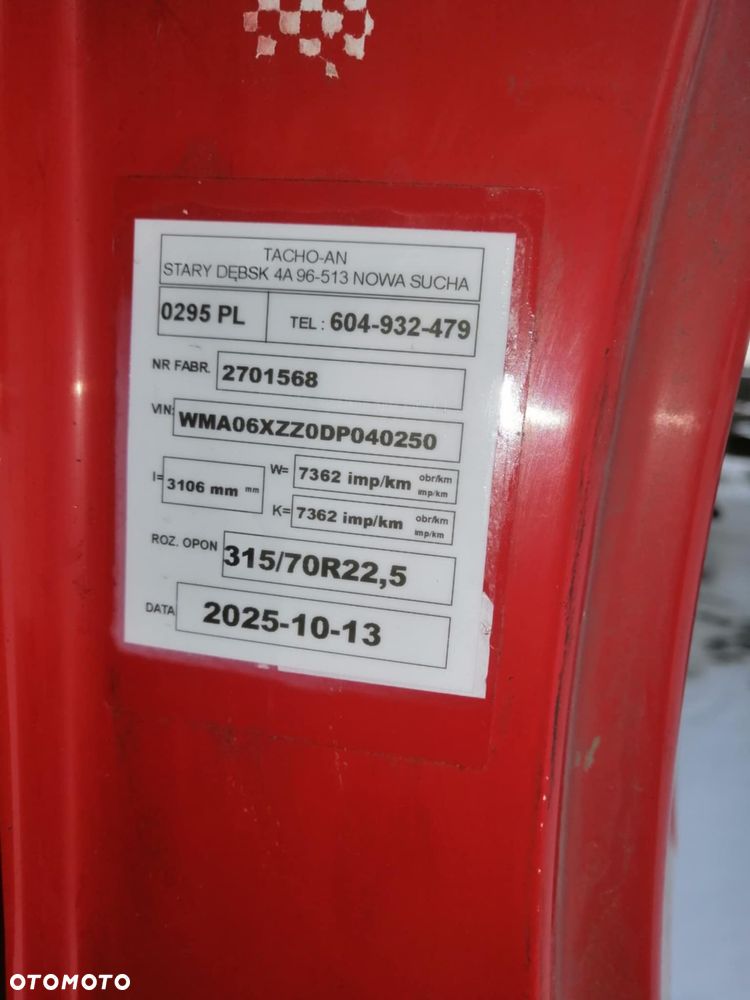 TACHO-AN
STARY DĘBSK 4A 96-513 NOWA SUCHA
0295 PL TEL : 604-932-479
NR FABR. 2701568
VIN: WMA06XZZ0DP040250
l= 3106 mm mm W= 7362 imp/km obr/km imp/km
K= 7362 imp/km obr/km imp/km
ROZ. OPON 315/70R22,5
DATA 2025-10-13
OTOMOTO